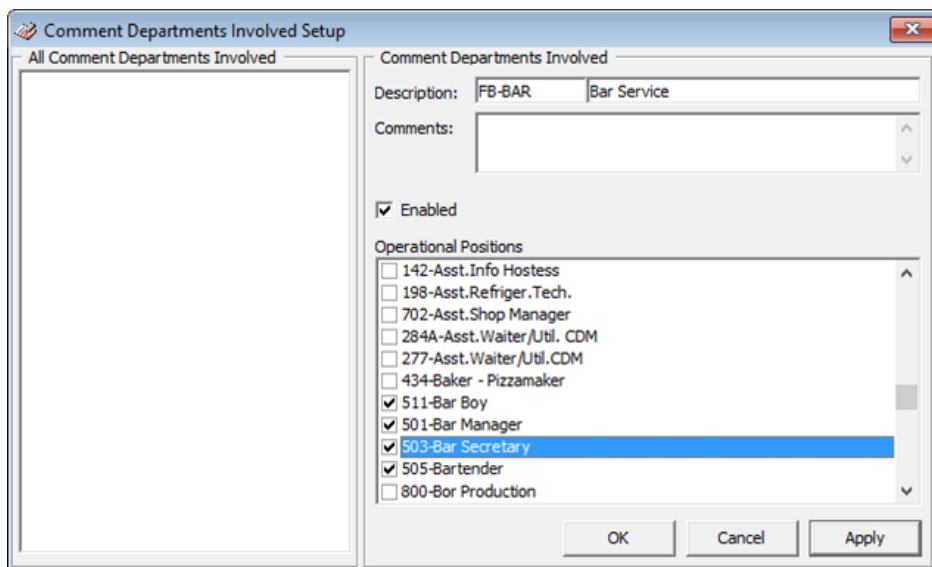 Comment Departments Involved Setup
All Comment Departments Involved
Comment Departments Involved
Description: FB-BAR Bar Service
Comments:
Enabled
Operational Positions
142-Asst.Info Hostess
198-Asst.Refriger.Tech.
702-Asst.Shop Manager
284A-Asst.Waiter/Util. CDM
277-Asst.Waiter/Util.CDM
434-Baker - Pizzamaker
511-Bar Boy
501-Bar Manager
503-Bar Secretary
505-Bartender
800-Bor Production
OK Cancel Apply